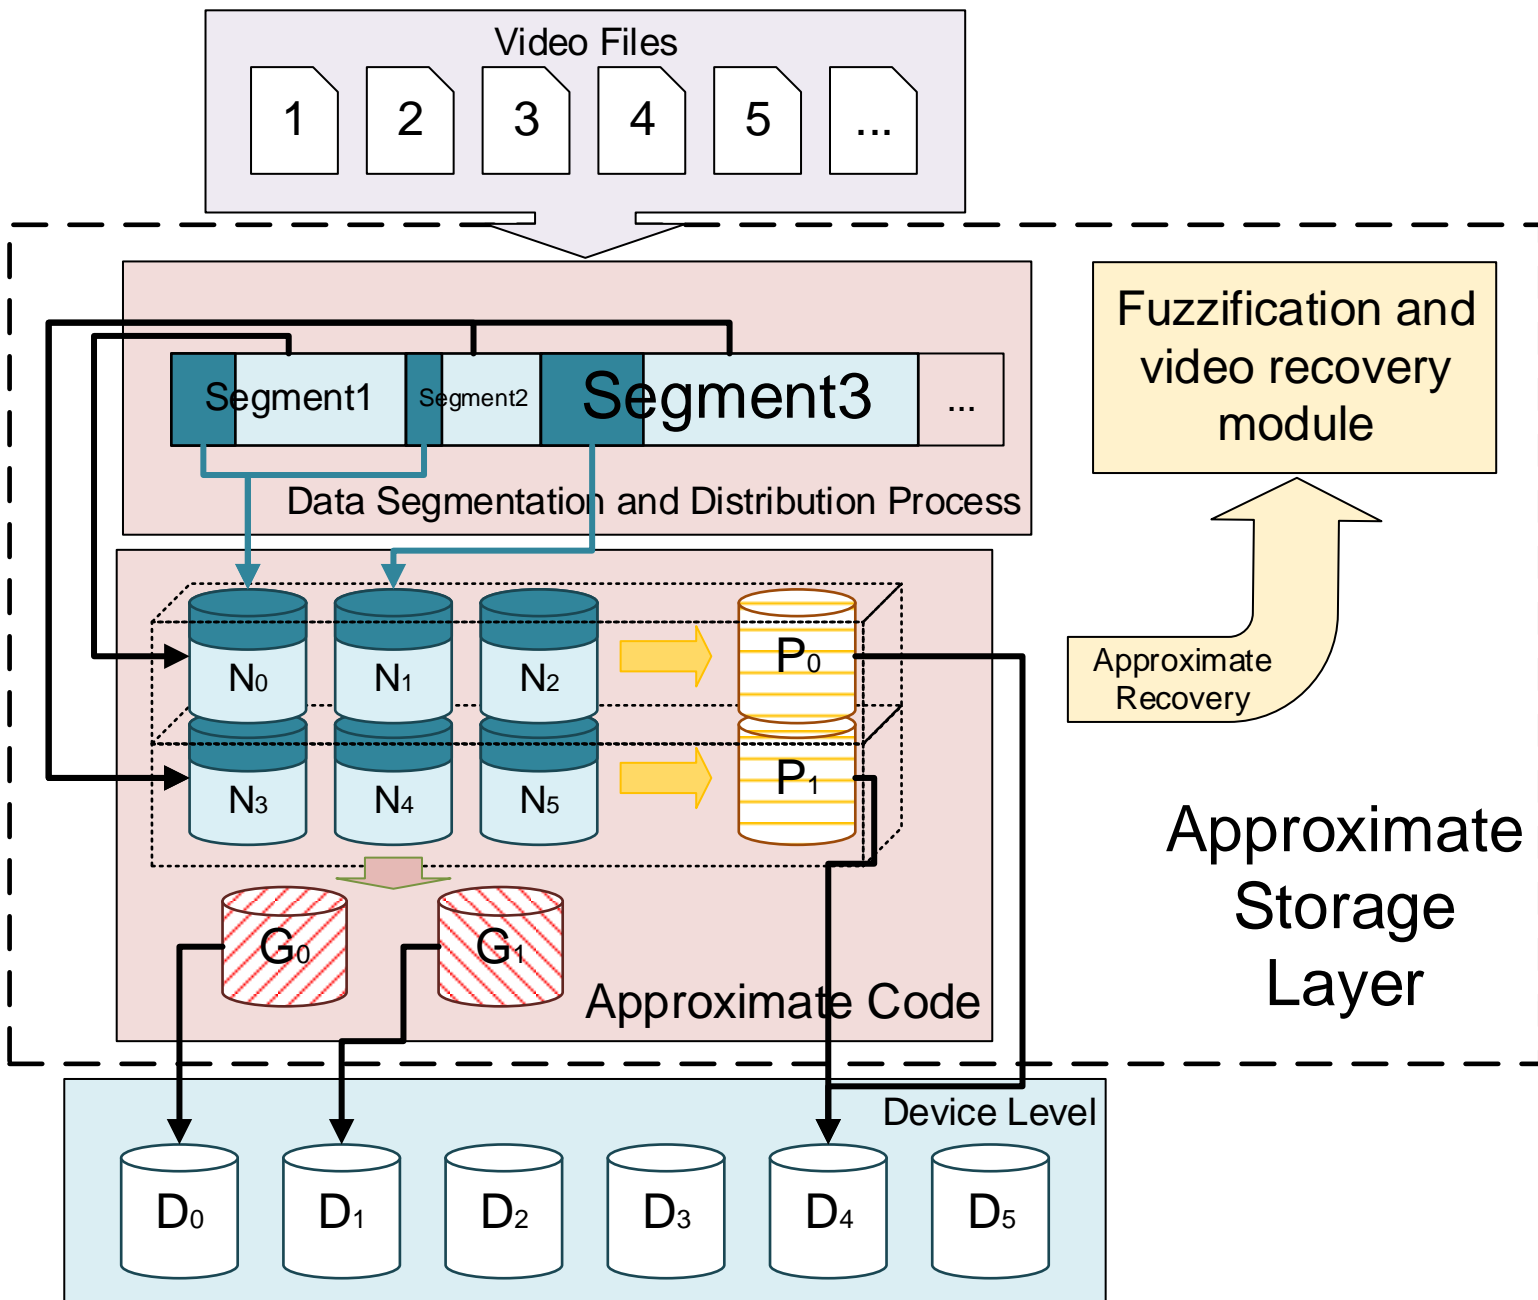 Video Files
1 2 3 4 5 ...
Fuzzification and
video recovery
module
Segment1 Segment2 Segment3 ...
Data Segmentation and Distribution Process
N0 N1 N2 P0
Approximate
Recovery
N3 N4 N5 P1
Approximate
Storage
Layer
G0 G1
Approximate Code
Device Level
D0 D1 D2 D3 D4 D5